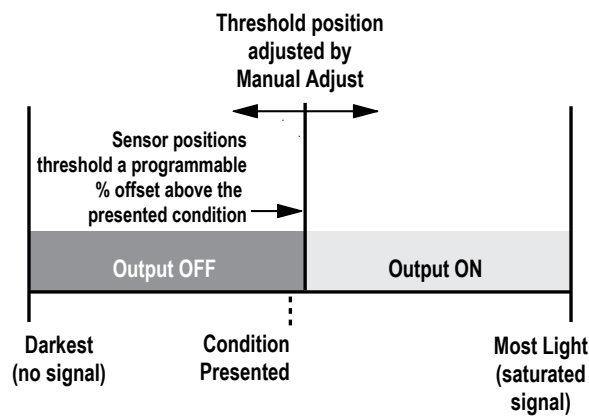 Threshold position
adjusted by
Manual Adjust
Sensor positions
threshold a programmable
% offset above the
presented condition
Output OFF
Output ON
Darkest
(no signal)
Condition
Presented
Most Light
(saturated
signal)